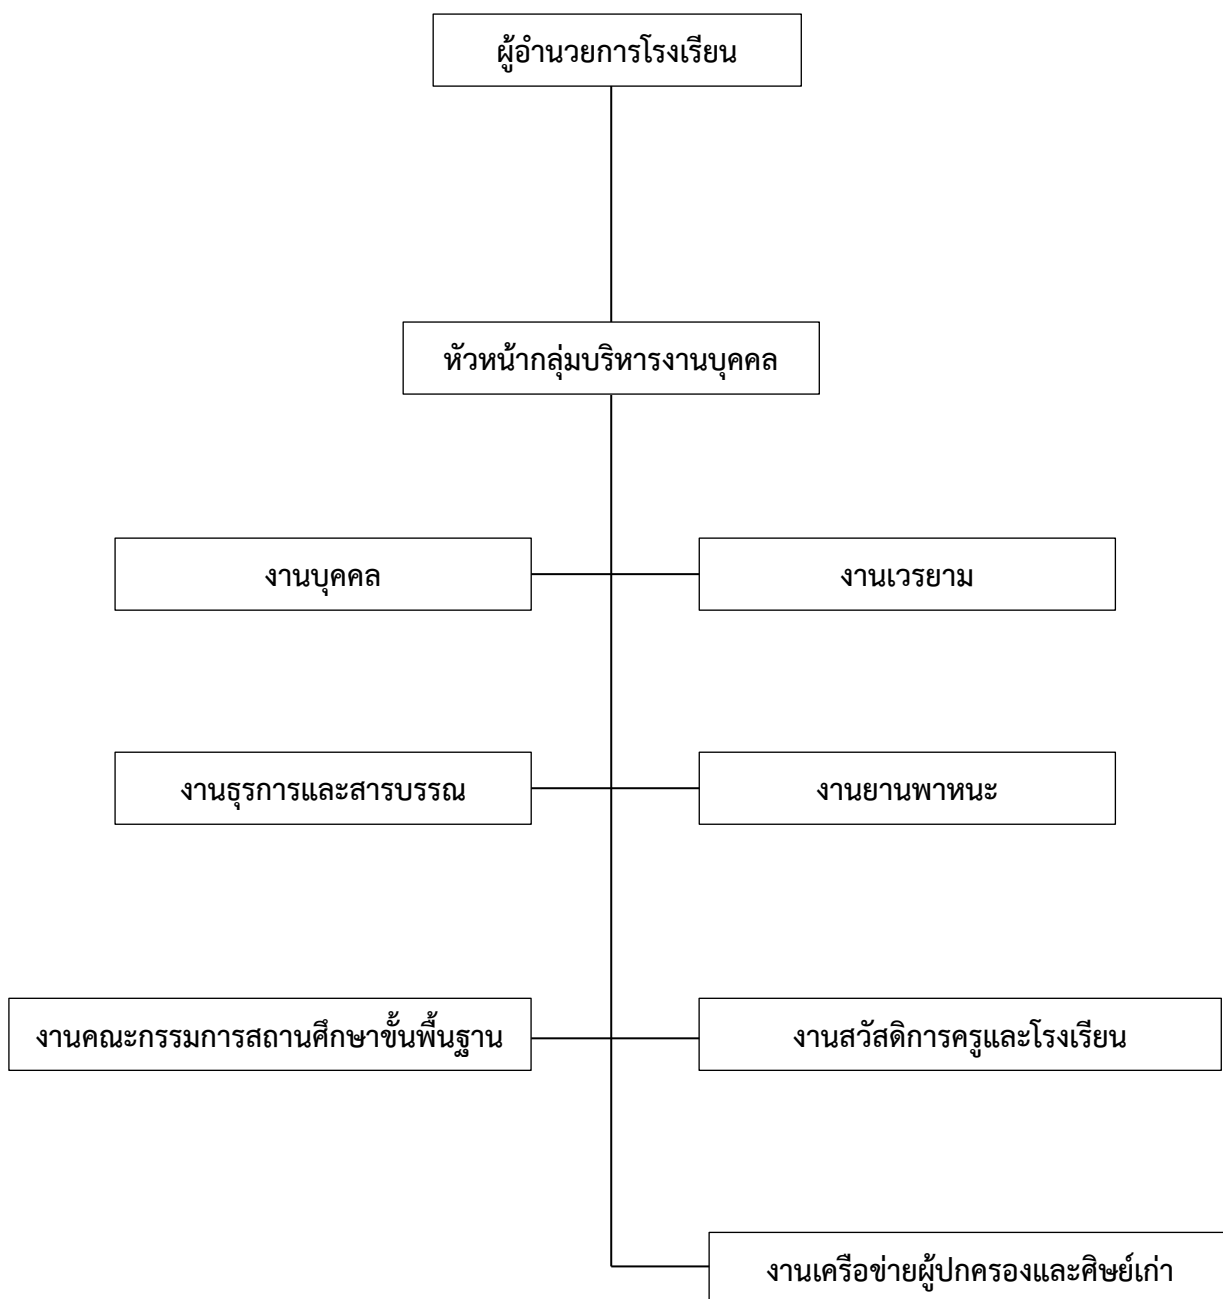 ผู้อำนวยการโรงเรียน
หัวหน้ากลุ่มบริหารงานบุคคล
งานบุคคล
งานเวรยาม
งานธุรการและสารบรรณ
งานยานพาหนะ
งานคณะกรรมการสถานศึกษาขั้นพื้นฐาน
งานสวัสดิการครูและโรงเรียน
งานเครือข่ายผู้ปกครองและศิษย์เก่า